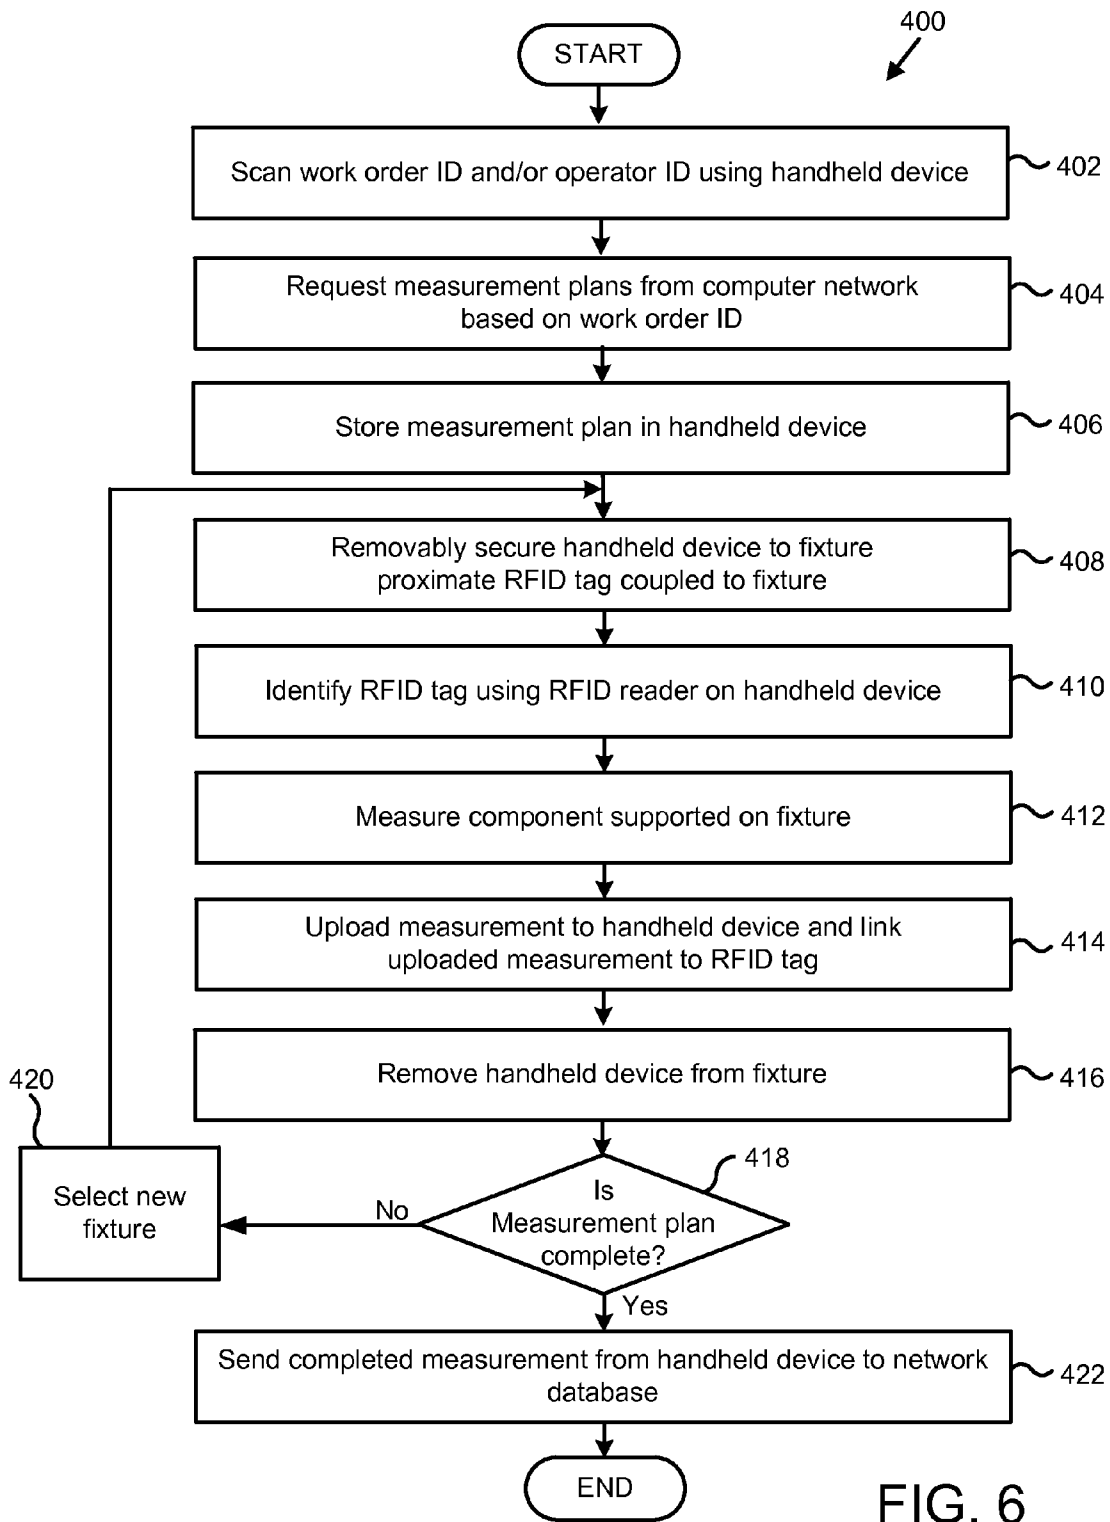 400
START
Scan work order ID and/or operator ID using handheld device
402
Request measurement plans from computer network
based on work order ID
404
Store measurement plan in handheld device
406
Removably secure handheld device to fixture
proximate RFID tag coupled to fixture
408
Identify RFID tag using RFID reader on handheld device
410
Measure component supported on fixture
412
Upload measurement to handheld device and link
uploaded measurement to RFID tag
414
Remove handheld device from fixture
416
420
Select new
fixture
No
418
Is
Measurement plan
complete?
Yes
Send completed measurement from handheld device to network
database
422
END
FIG. 6